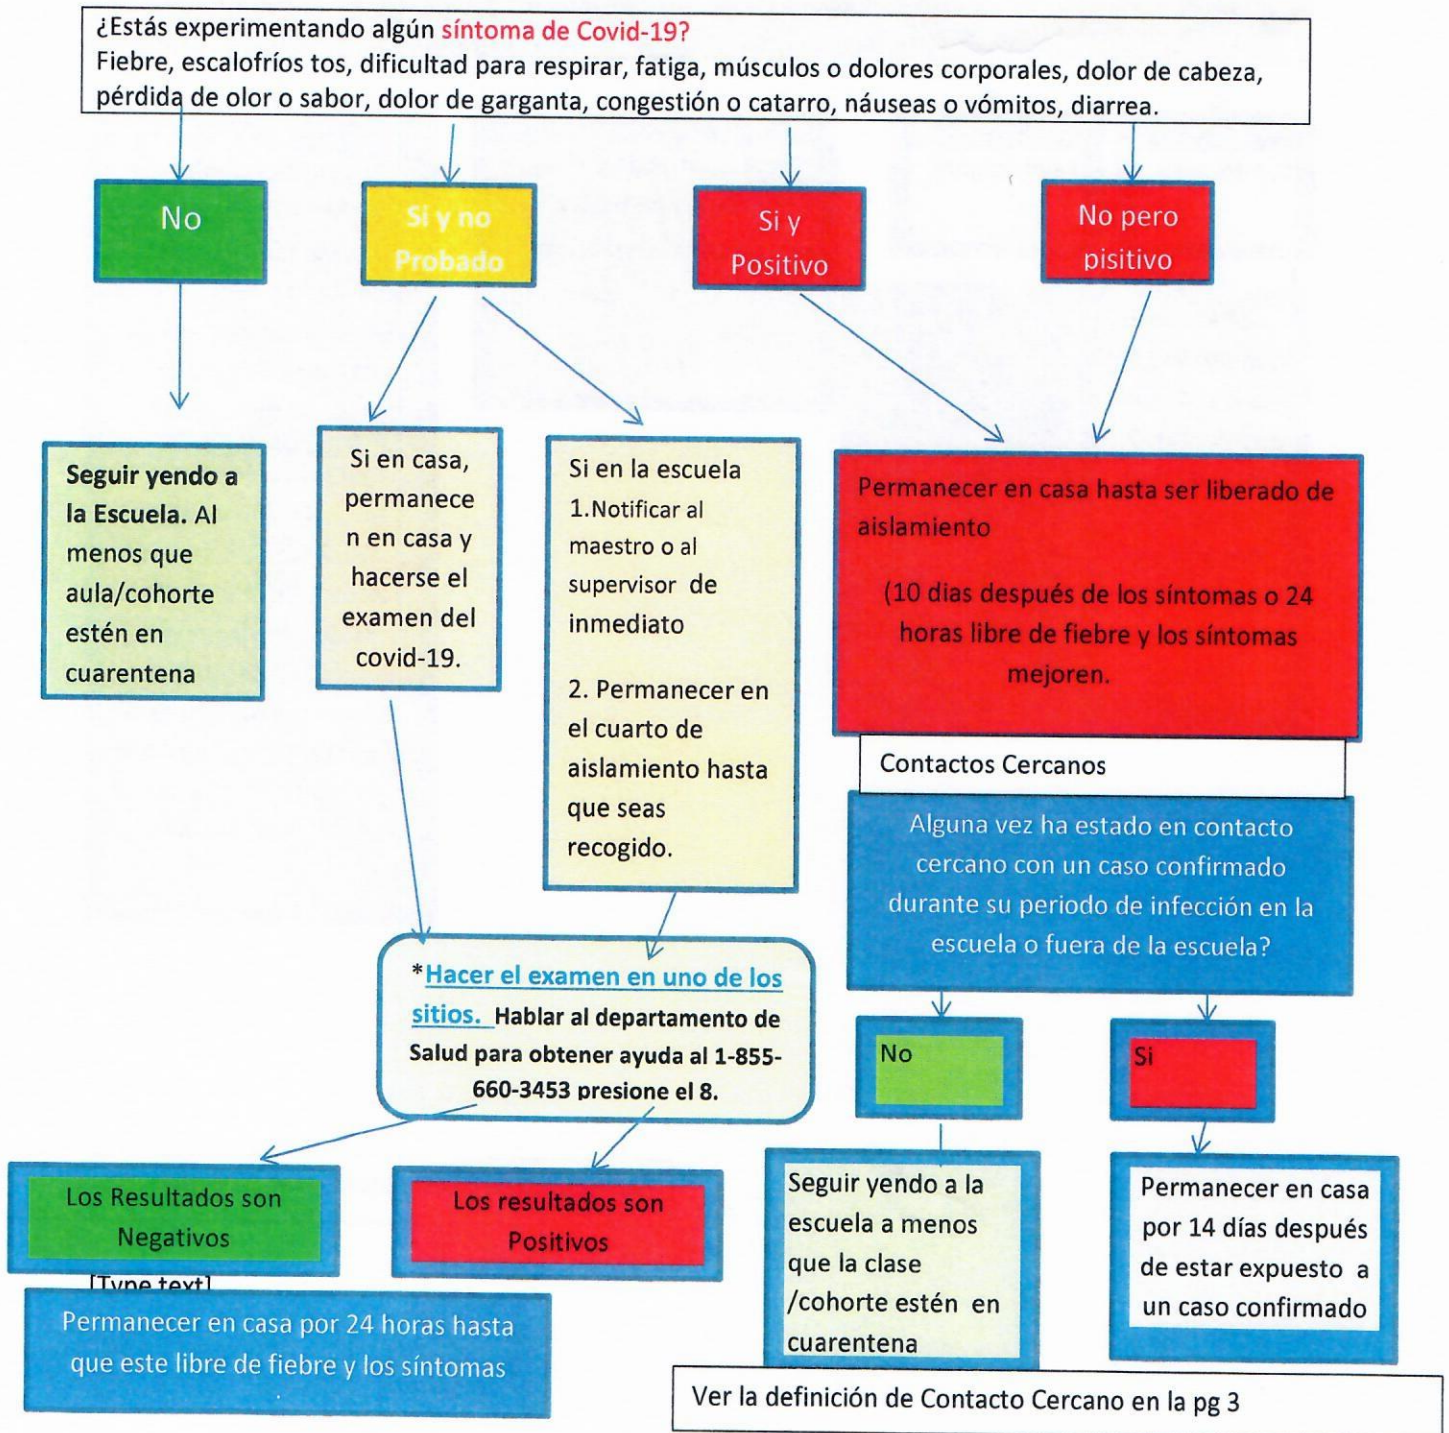 ¿Estás experimentando algún síntoma de Covid-19?
Fiebre, escalofríos tos, dificultad para respirar, fatiga, músculos o dolores corporales, dolor de cabeza,
pérdida de olor o sabor, dolor de garganta, congestión o catarro, náuseas o vómitos, diarrea.
No
Si y no
Probado
Si y
Positivo
No pero
pisitivo
Seguir yendo a
la Escuela. Al
menos que
aula/cohorte
estén en
cuarentena
Si en casa,
permanece
n en casa y
hacerse el
examen del
covid-19.
Si en la escuela
1.Notificar al
maestro o al
supervisor de
inmediato
2. Permanecer en
el cuarto de
aislamiento hasta
que seas
recogido.
Permanecer en casa hasta ser liberado de
aislamiento
(10 dias después de los síntomas o 24
horas libre de fiebre y los síntomas
mejoren.
Contactos Cercanos
Alguna vez ha estado en contacto
cercano con un caso confirmado
durante su periodo de infección en la
escuela o fuera de la escuela?
*Hacer el examen en uno de los
sitios. Hablar al departamento de
Salud para obtener ayuda al 1-855-
660-3453 presione el 8.
No
Si
Los Resultados son
Negativos
Los resultados son
Positivos
[Type text]
Permanecer en casa por 24 horas hasta
que este libre de fiebre y los síntomas
Seguir yendo a la
escuela a menos
que la clase
/cohorte estén en
cuarentena
Permanecer en casa
por 14 días después
de estar expuesto a
un caso confirmado
Ver la definición de Contacto Cercano en la pg 3